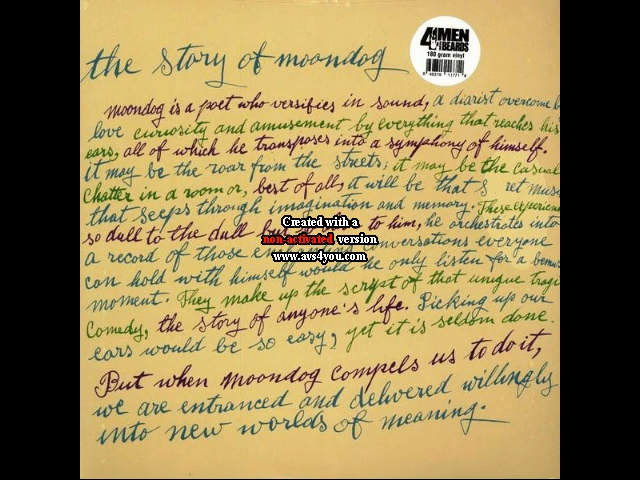 the story of moondog
4 MEN
WITH BEARDS
180 gram vinyl
moondog is a poet who versifies in sound, a diarist overcome b
love curiosity and amusement by everything that reaches his
ears, all of which he transposes into a symphony of himself.
it may be the roar from the streets; it may be the casual
chatter in a room or, best of all, it will be that s ret music
that seeps through imagination and memory. These experienc
so dull to the dull to him, he orchestrates into
a record of those conversations everyone
can hold with himself would he only listen for a
moment. They make up the script of that unique tragi
comedy, the story of anyone's life. Picking up our
ears would be so easy, yet it is seldom done.
But when moondog compels us to do it,
we are entranced and delivered willingly
into new worlds of meaning.
Created with a
non-activated version
www.avs4you.com